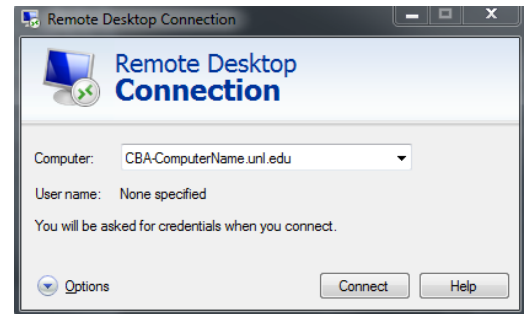 Remote Desktop Connection
Remote Desktop
Connection
Computer: CBA-ComputerName.unl.edu
User name: None specified
You will be asked for credentials when you connect.
Options Connect Help